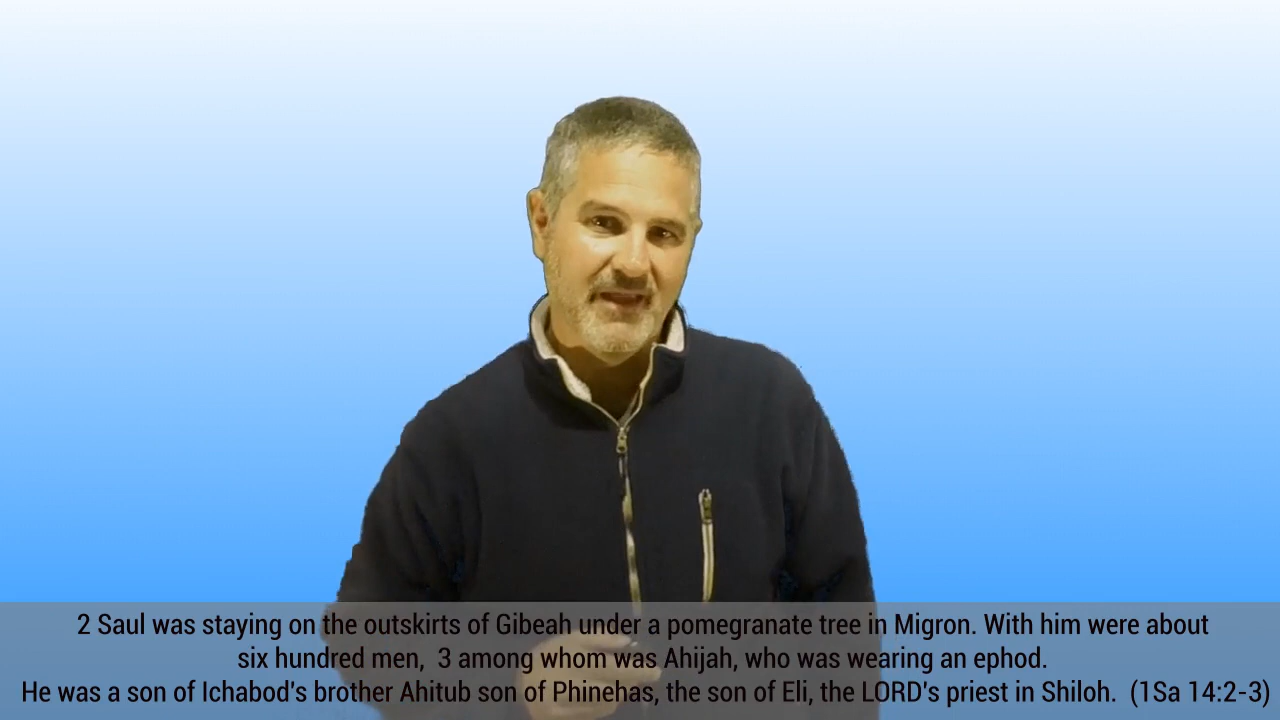 2 Saul was staying on the outskirts of Gibeah under a pomegranate tree in Migron. With him were about
six hundred men,  3 among whom was Ahijah, who was wearing an ephod.
He was a son of Ichabod's brother Ahitub son of Phinehas, the son of Eli, the LORD's priest in Shiloh.  (1Sa 14:2-3)